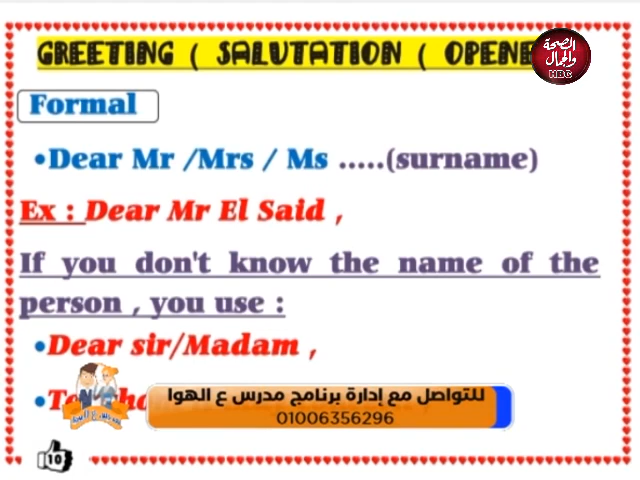 GREETING ( SALUTATION ( OPENE
الصحة
والجمال
HBC
Formal
•Dear Mr /Mrs / Ms .....(surname)
Ex : Dear Mr El Said ,
If you don't know the name of the
person , you use :
•Dear sir/Madam ,
للتواصل مع إدارة برنامج مدرس ع الهوا
01006356296
10